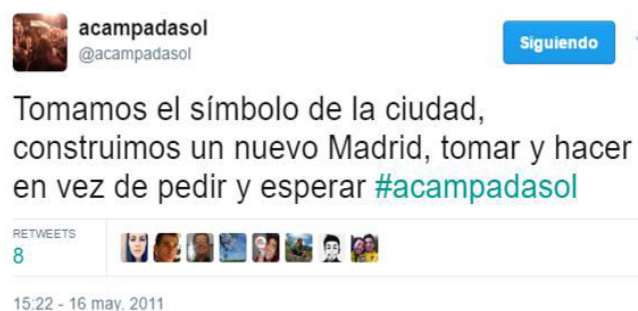 acampadasol
@acampadasol
Siguiendo
Tomamos el símbolo de la ciudad,
construimos un nuevo Madrid, tomar y hacer
en vez de pedir y esperar #acampadasol
RETWEETS
8
15:22 - 16 may. 2011